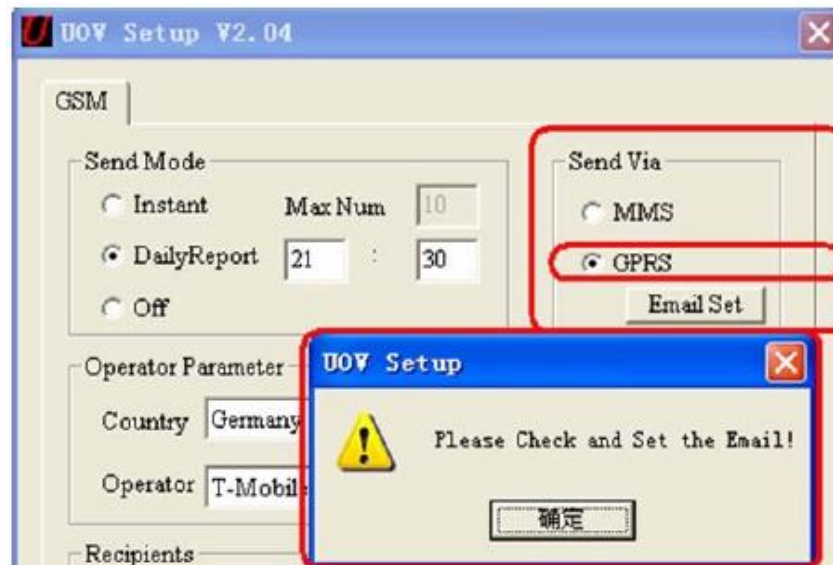 UOV Setup V2.04
GSM
Send Mode
Instant Max Num 10
DailyReport 21 : 30
Off
Send Via
MMS
GPRS
Email Set
Operator Parameter
Country Germany
Operator T-Mobile
Recipients
UOV Setup
Please Check and Set the Email!
确定